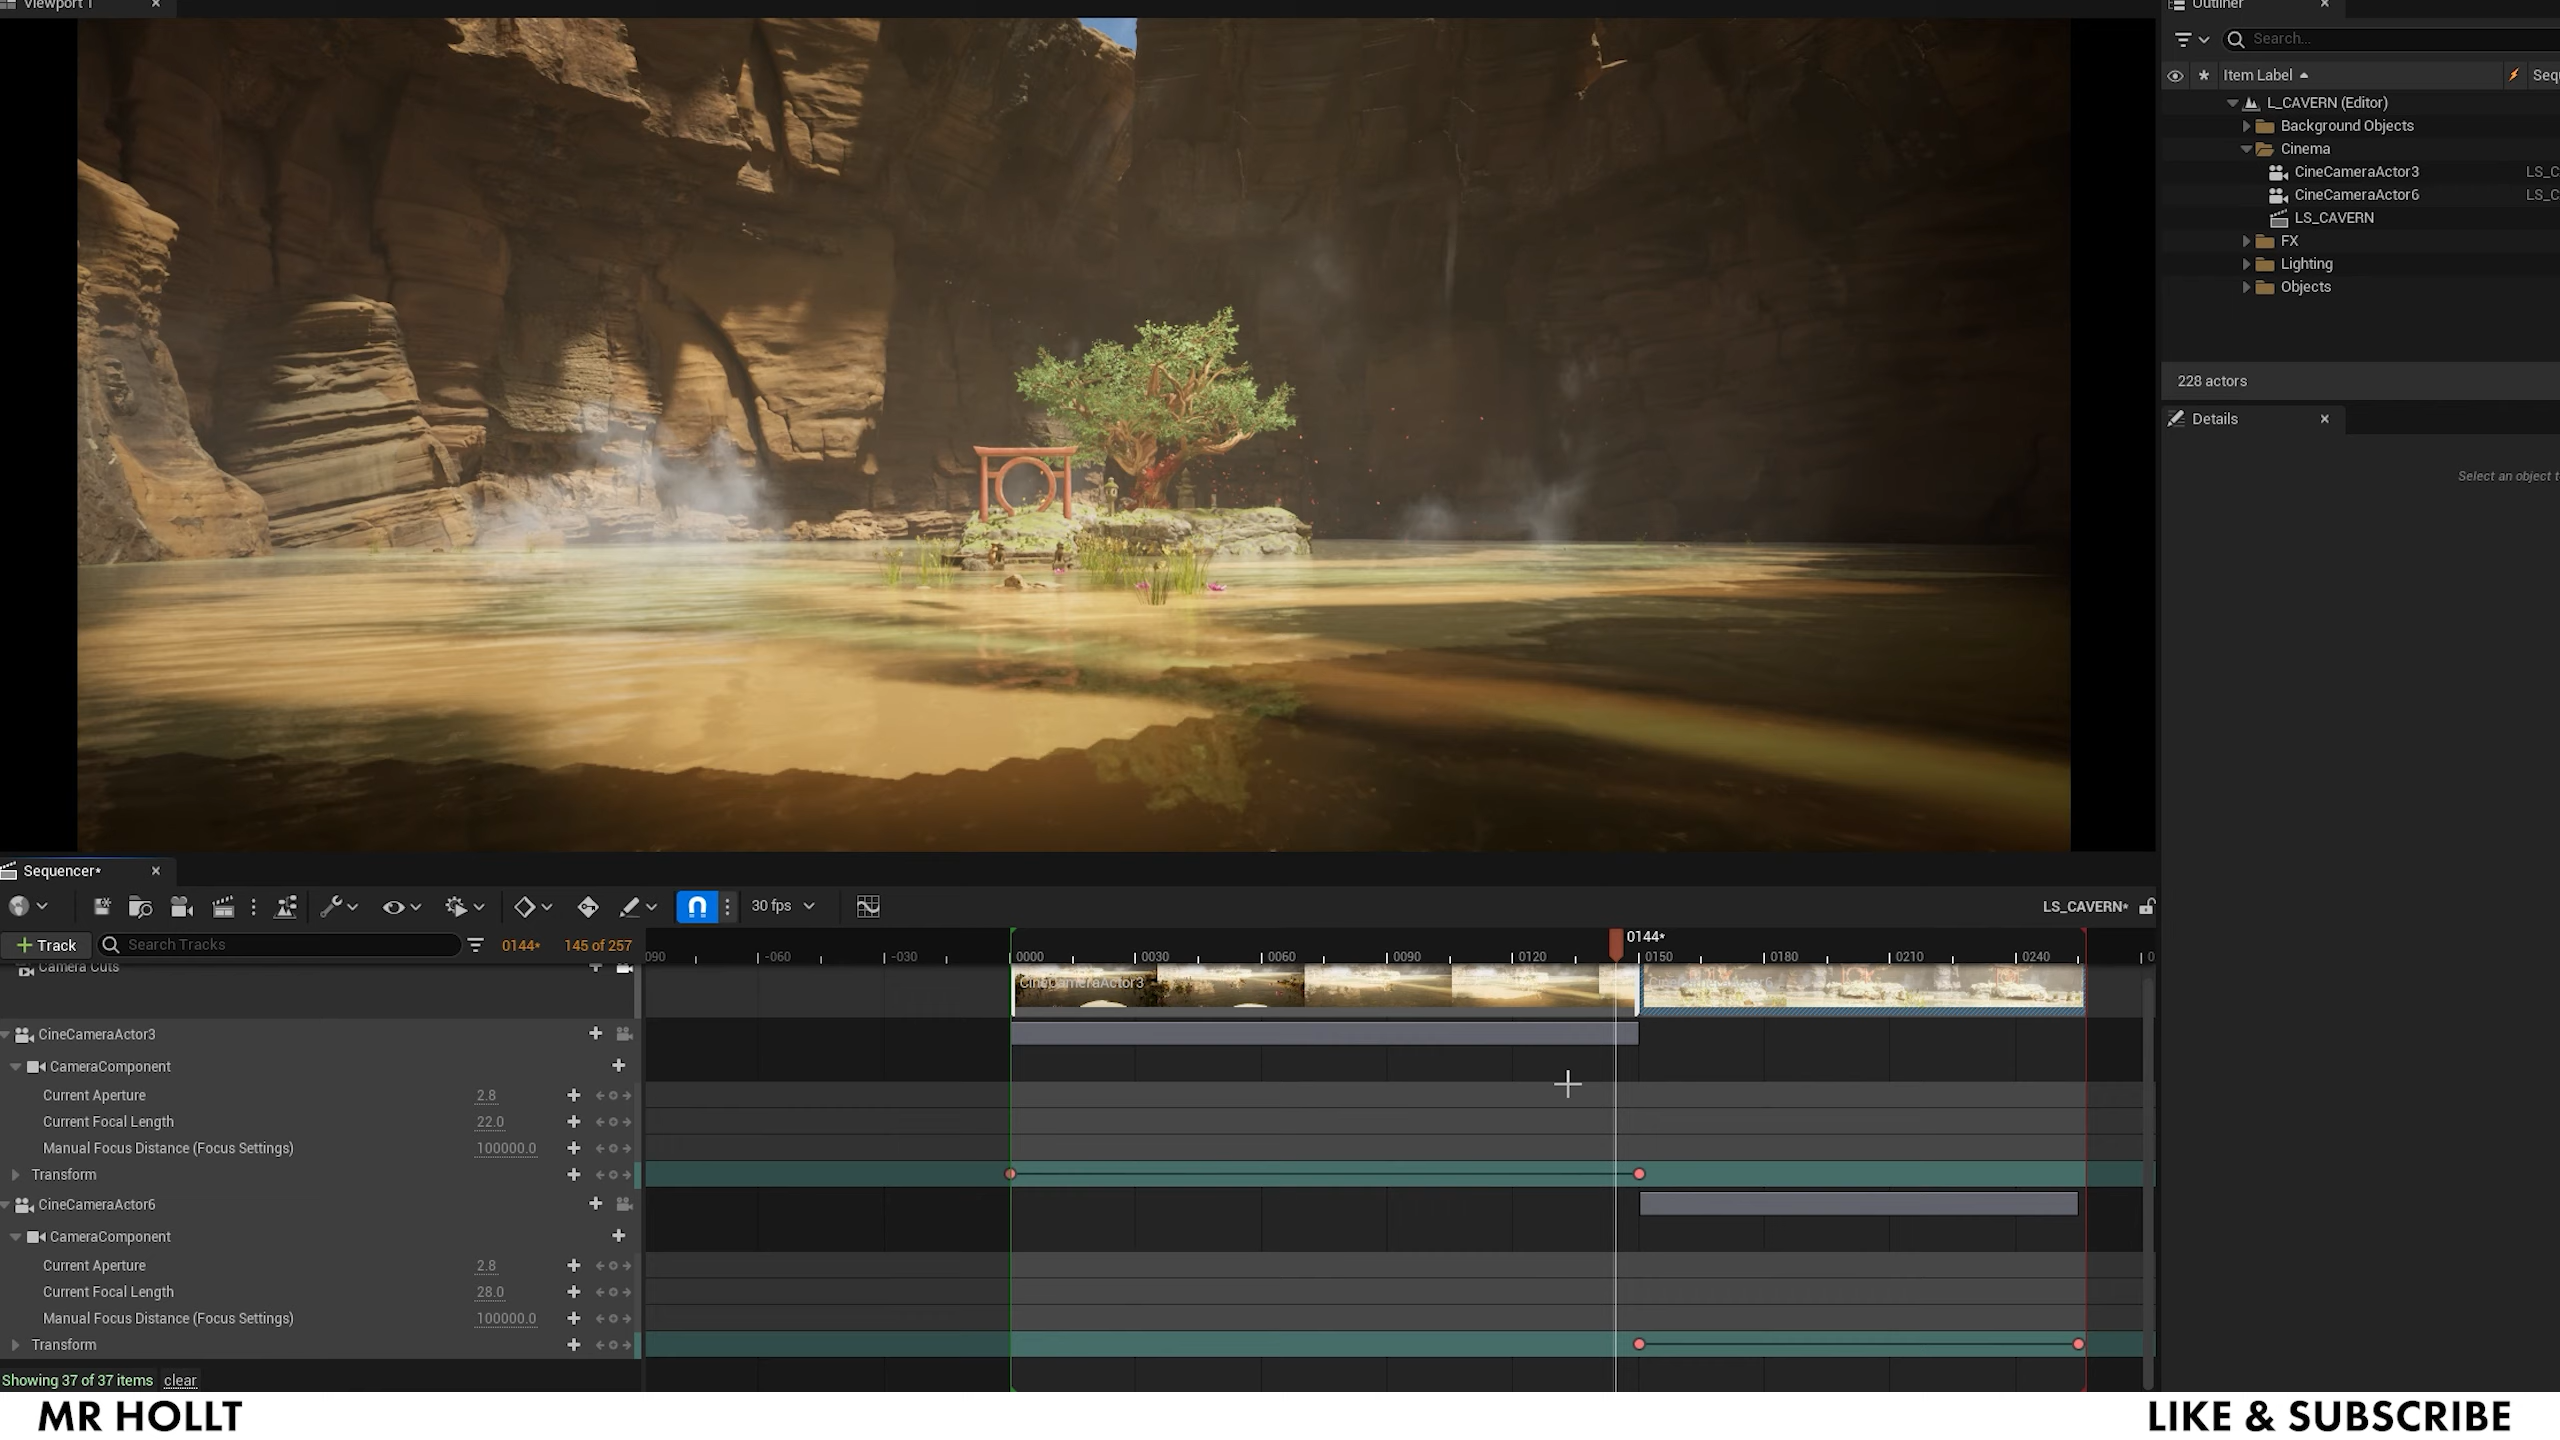 Viewport 1
Outliner
Search...
Item Label
Seq
L_CAVERN (Editor)
Background Objects
Cinema
CineCameraActor3 LS_C
CineCameraActor6 LS_C
LS_CAVERN
FX
Lighting
Objects
228 actors
Details
Select an object t
Sequencer*
30 fps
LS_CAVERN*
Track
Search Tracks
0144*
145 of 257
0144*
090 -060 -030 0000 0030 0060 0090 0120 0150 0180 0210 0240 0
Camera Cuts
CineCameraActor3
CineCameraActor6
CineCameraActor3
CameraComponent
Current Aperture 2.8
Current Focal Length 22.0
Manual Focus Distance (Focus Settings) 100000.0
Transform
CineCameraActor6
CameraComponent
Current Aperture 2.8
Current Focal Length 28.0
Manual Focus Distance (Focus Settings) 100000.0
Transform
Showing 37 of 37 items clear
MR HOLLT
LIKE & SUBSCRIBE